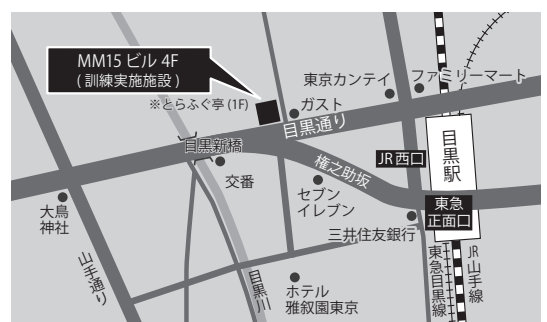 MM15 ビル 4F
(訓練実施施設)
※とらふぐ亭 (1F)
東京カンテイ
ファミリーマート
ガスト
目黒通り
目黒新橋
JR西口
目黒駅
権之助坂
交番
セブン
イレブン
東急
正面口
大鳥
神社
三井住友銀行
山手通り
目黒川
ホテル
雅叙園東京
東急目黒線
JR山手線